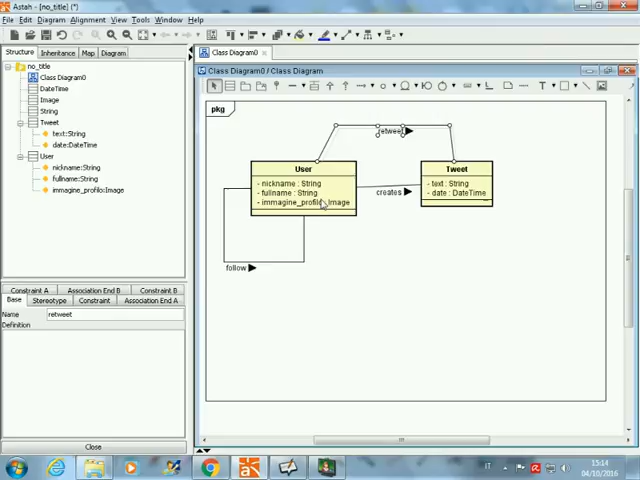 Astah - [no_title] (*)
File Edit Diagram Alignment View Tools Window Help
Structure Inheritance Map Diagram
no_title
Class Diagram0
DateTime
Image
String
Tweet
text:String
date:DateTime
User
nickname:String
fullname:String
immagine_profilo:Image
Class Diagram0
Class Diagram0 / Class Diagram
pkg
retweet
User
- nickname : String
- fullname : String
- immagine_profilo : Image
Tweet
- text : String
- date : DateTime
creates
follow
Constraint A Association End B Constraint B
Base Stereotype Constraint Association End A
Name retweet
Definition
Close
IT
15:14
04/10/2016